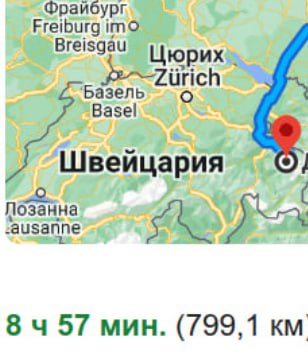 Фрайбург
Freiburg im
Breisgau
Цюрих
Zürich
Базель
Basel
Швейцария
Лозанна
Lausanne
8 ч 57 мин. (799,1 км)